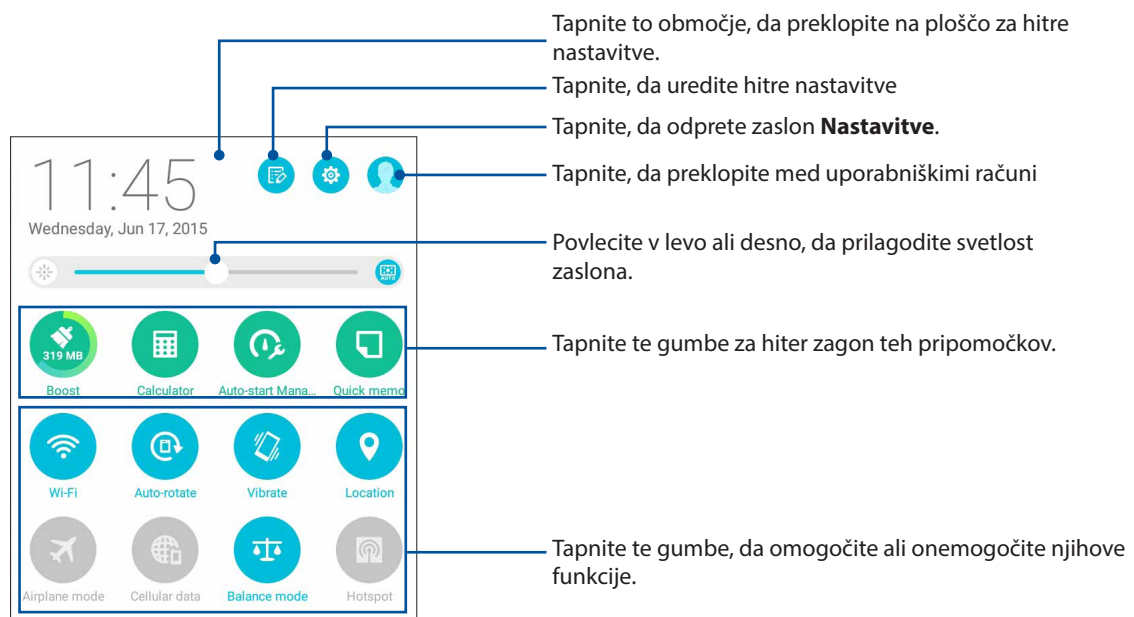 Tapnite to območje, da preklopite na ploščo za hitre
nastavitve.
Tapnite, da uredite hitre nastavitve
Tapnite, da odprete zaslon Nastavitve.
Tapnite, da preklopite med uporabniškimi računi
Povlecite v levo ali desno, da prilagodite svetlost
zaslona.
Tapnite te gumbe za hiter zagon teh pripomočkov.
Tapnite te gumbe, da omogočite ali onemogočite njihove
funkcije.
11:45
Wednesday, Jun 17, 2015
AUTO
319 MB
Boost Calculator Auto-start Mana... Quick memo
Wi-Fi Auto-rotate Vibrate Location
Airplane mode Cellular data Balance mode Hotspot